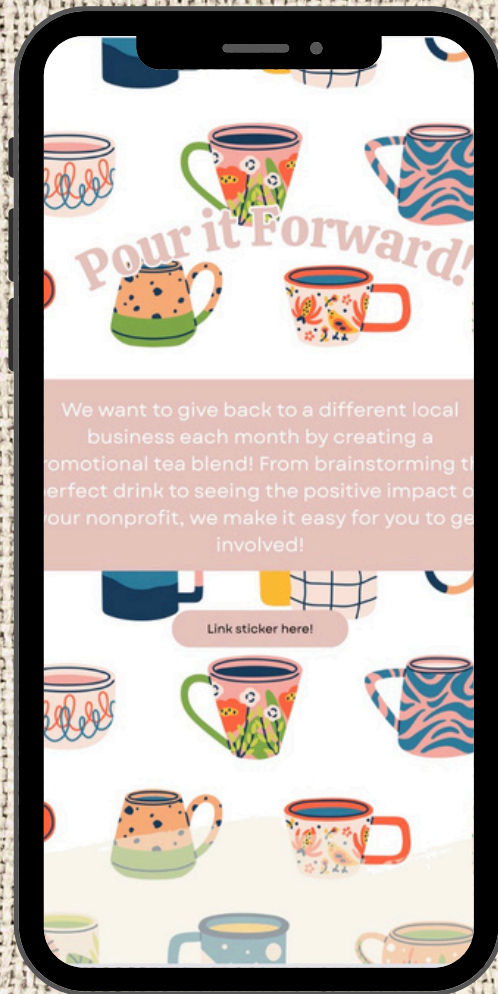 Pour it Forward!
We want to give back to a different local
business each month by creating a
romotional tea blend! From brainstorming th
erfect drink to seeing the positive impact o
your nonprofit, we make it easy for you to ge
involved!
Link sticker here!